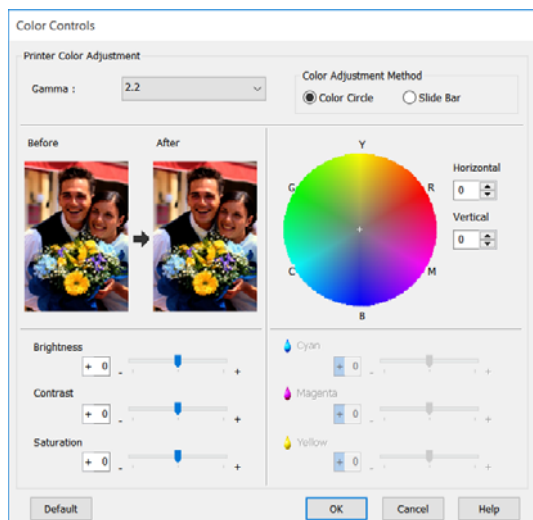 Color Controls
Printer Color Adjustment
Gamma :
2.2
Color Adjustment Method
Color Circle
Slide Bar
Before
After
Y
G
R
C
M
B
Horizontal
0
Vertical
0
Brightness
+ 0 - +
Contrast
+ 0 - +
Saturation
+ 0 - +
Cyan
+ 0 - +
Magenta
+ 0 - +
Yellow
+ 0 - +
Default
OK
Cancel
Help